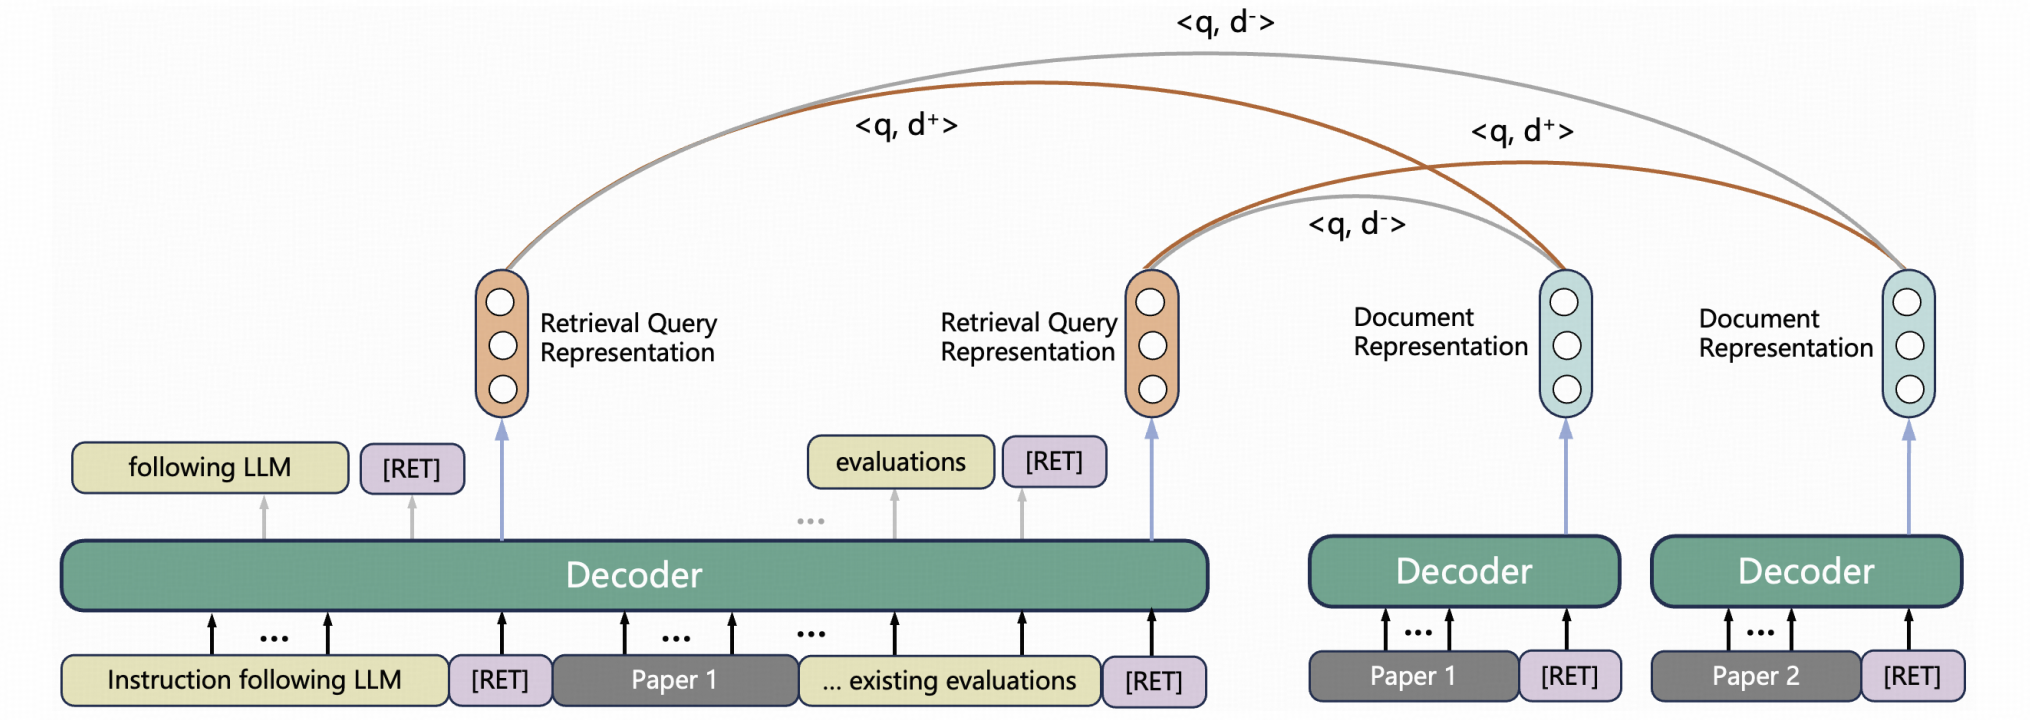 <q, d⁻>
<q, d⁺>
<q, d⁺>
<q, d⁻>
Retrieval Query
Representation
Retrieval Query
Representation
Document
Representation
Document
Representation
following LLM
[RET]
evaluations
[RET]
...
Decoder
Decoder
Decoder
...
...
...
...
...
Instruction following LLM
[RET]
Paper 1
... existing evaluations
[RET]
Paper 1
[RET]
Paper 2
[RET]